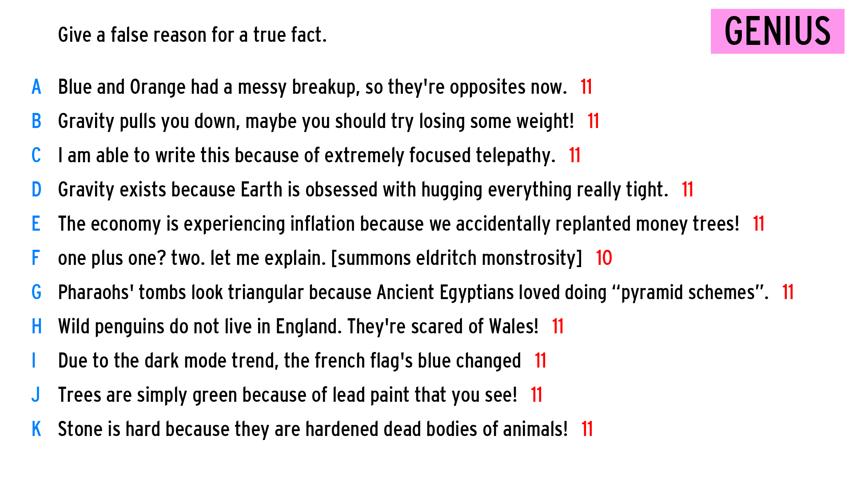 Give a false reason for a true fact.
GENIUS
A Blue and Orange had a messy breakup, so they're opposites now. 11
B Gravity pulls you down, maybe you should try losing some weight! 11
C I am able to write this because of extremely focused telepathy. 11
D Gravity exists because Earth is obsessed with hugging everything really tight. 11
E The economy is experiencing inflation because we accidentally replanted money trees! 11
F one plus one? two. let me explain. [summons eldritch monstrosity] 10
G Pharaohs' tombs look triangular because Ancient Egyptians loved doing “pyramid schemes”. 11
H Wild penguins do not live in England. They're scared of Wales! 11
I Due to the dark mode trend, the french flag's blue changed 11
J Trees are simply green because of lead paint that you see! 11
K Stone is hard because they are hardened dead bodies of animals! 11